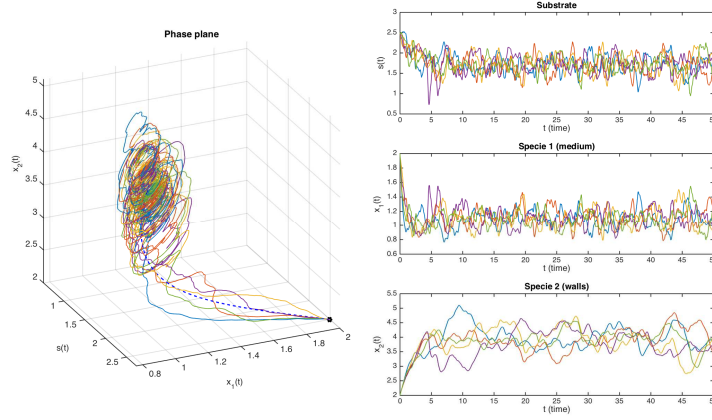 Phase plane
5
4.5
4
3.5
3
2.5
2
x2(t)
1
1.5
2
2.5
s(t)
0.8
1
1.2
1.4
1.6
1.8
2
x1(t)
Substrate
3
2.5
2
1.5
1
0.5
s(t)
0 5 10 15 20 25 30 35 40 45 50
t (time)
Specie 1 (medium)
2
1.8
1.6
1.4
1.2
1
0.8
0.6
x1(t)
0 5 10 15 20 25 30 35 40 45 50
t (time)
Specie 2 (walls)
5.5
5
4.5
4
3.5
3
2.5
2
x2(t)
0 5 10 15 20 25 30 35 40 45 50
t (time)